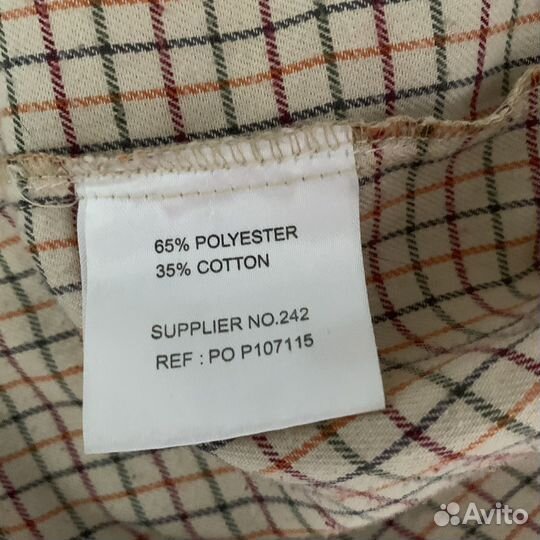 65% POLYESTER
35% COTTON
SUPPLIER NO.242
REF : PO P107115
Avito